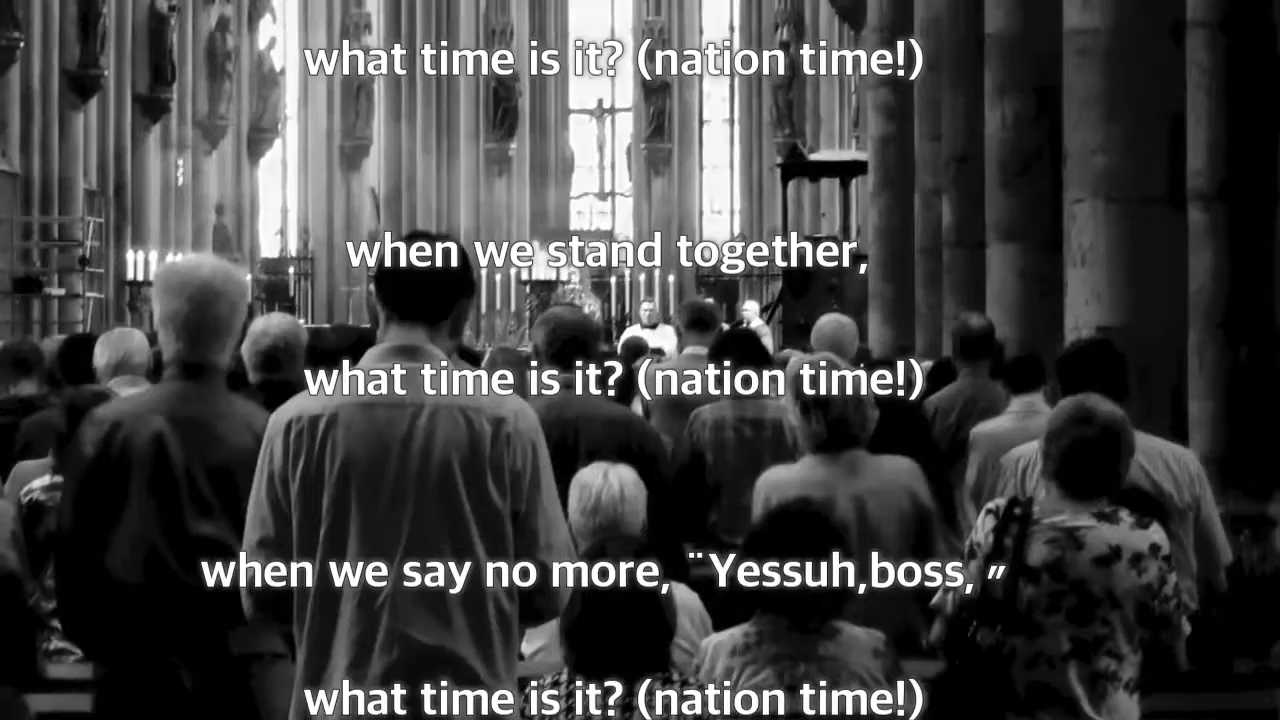 what time is it? (nation time!)
when we stand together,
what time is it? (nation time!)
when we say no more, ¨Yessuh,boss, ″
what time is it? (nation time!)